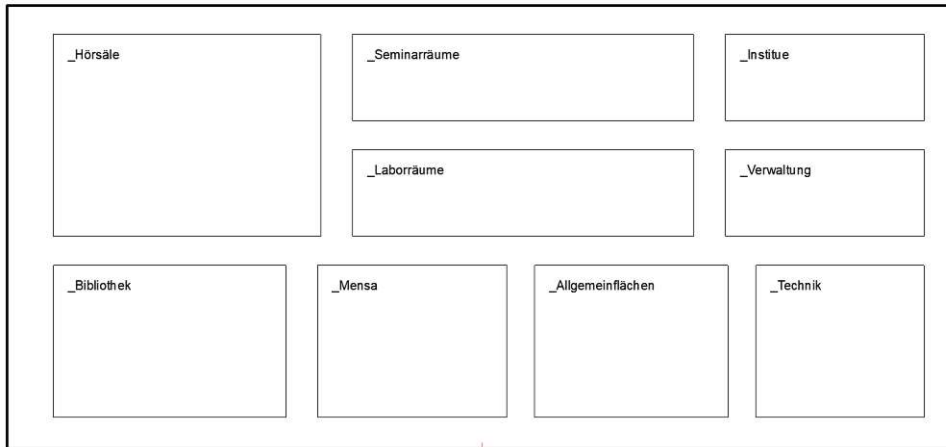 _Hörsäle
_Seminarräume
_Institue
_Laborräume
_Verwaltung
_Bibliothek
_Mensa
_Allgemeinflächen
_Technik